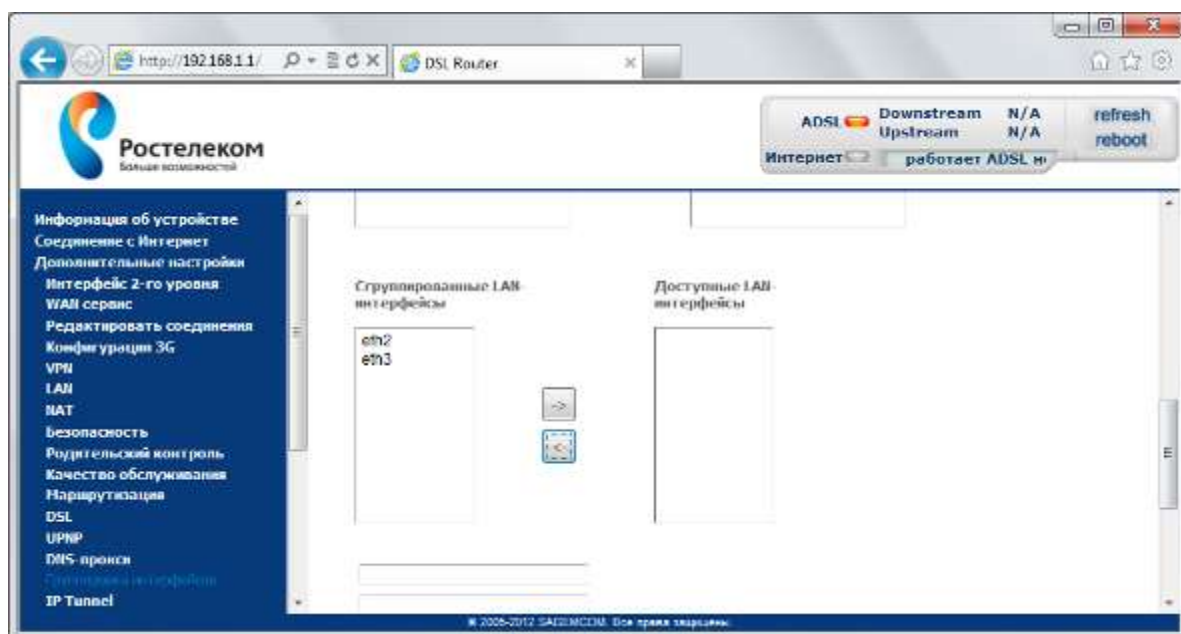 http://192.168.1.1/
DSL Router
Ростелеком
Больше возможностей
ADSL
Downstream N/A
Upstream N/A
Интернет
работает ADSL
refresh
reboot
Информация об устройстве
Соединение с Интернет
Дополнительные настройки
Интерфейс 2-го уровня
WAN сервис
Редактировать соединения
Конфигурация 3G
VPN
LAN
NAT
Безопасность
Родительский контроль
Качество обслуживания
Маршрутизация
DSL
UPNP
DNS-прокси
Группировка интерфейсов
IP Tunnel
Сгруппированные LAN-
интерфейсы
Доступные LAN-
интерфейсы
eth2
eth3
->
<-
© 2005-2012 SAGEMCOM. Все права защищены.